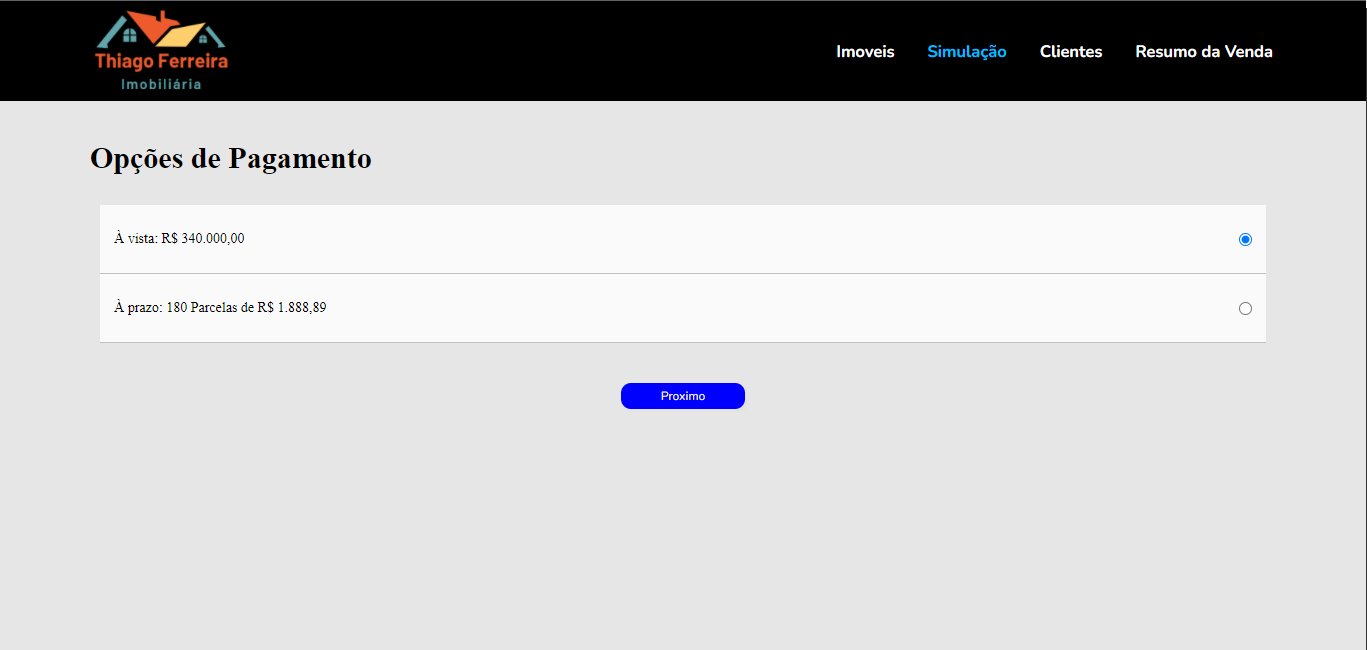 Thiago Ferreira
Imobiliária
Imoveis Simulação Clientes Resumo da Venda
Opções de Pagamento
À vista: R$ 340.000,00
À prazo: 180 Parcelas de R$ 1.888,89
Proximo